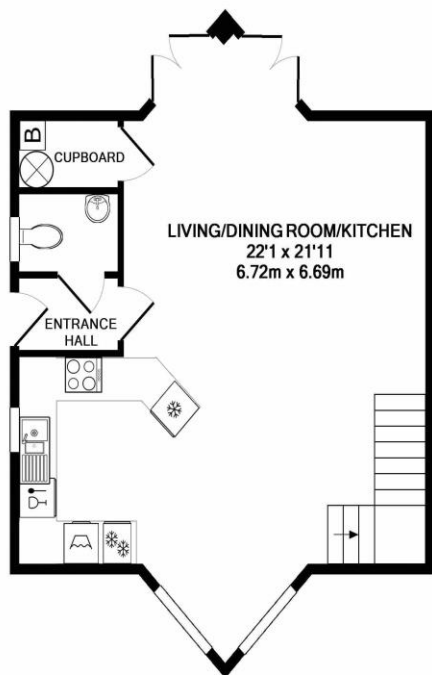 B
CUPBOARD
LIVING/DINING ROOM/KITCHEN
22'1 x 21'11
6.72m x 6.69m
ENTRANCE
HALL